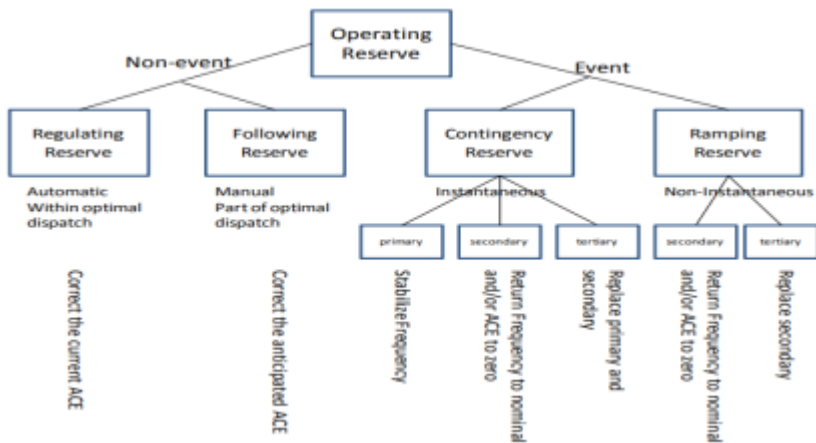 Operating
Reserve
Non-event
Event
Regulating
Reserve
Following
Reserve
Contingency
Reserve
Ramping
Reserve
Automatic
Within optimal
dispatch
Manual
Part of optimal
dispatch
Instantaneous
Non-Instantaneous
primary
secondary
tertiary
secondary
tertiary
Correct the current ACE
Correct the anticipated ACE
Stabilize Frequency
Return Frequency to nominal
and/or ACE to zero
Replace primary and
secondary
Return Frequency to nominal
and/or ACE to zero
Replace secondary